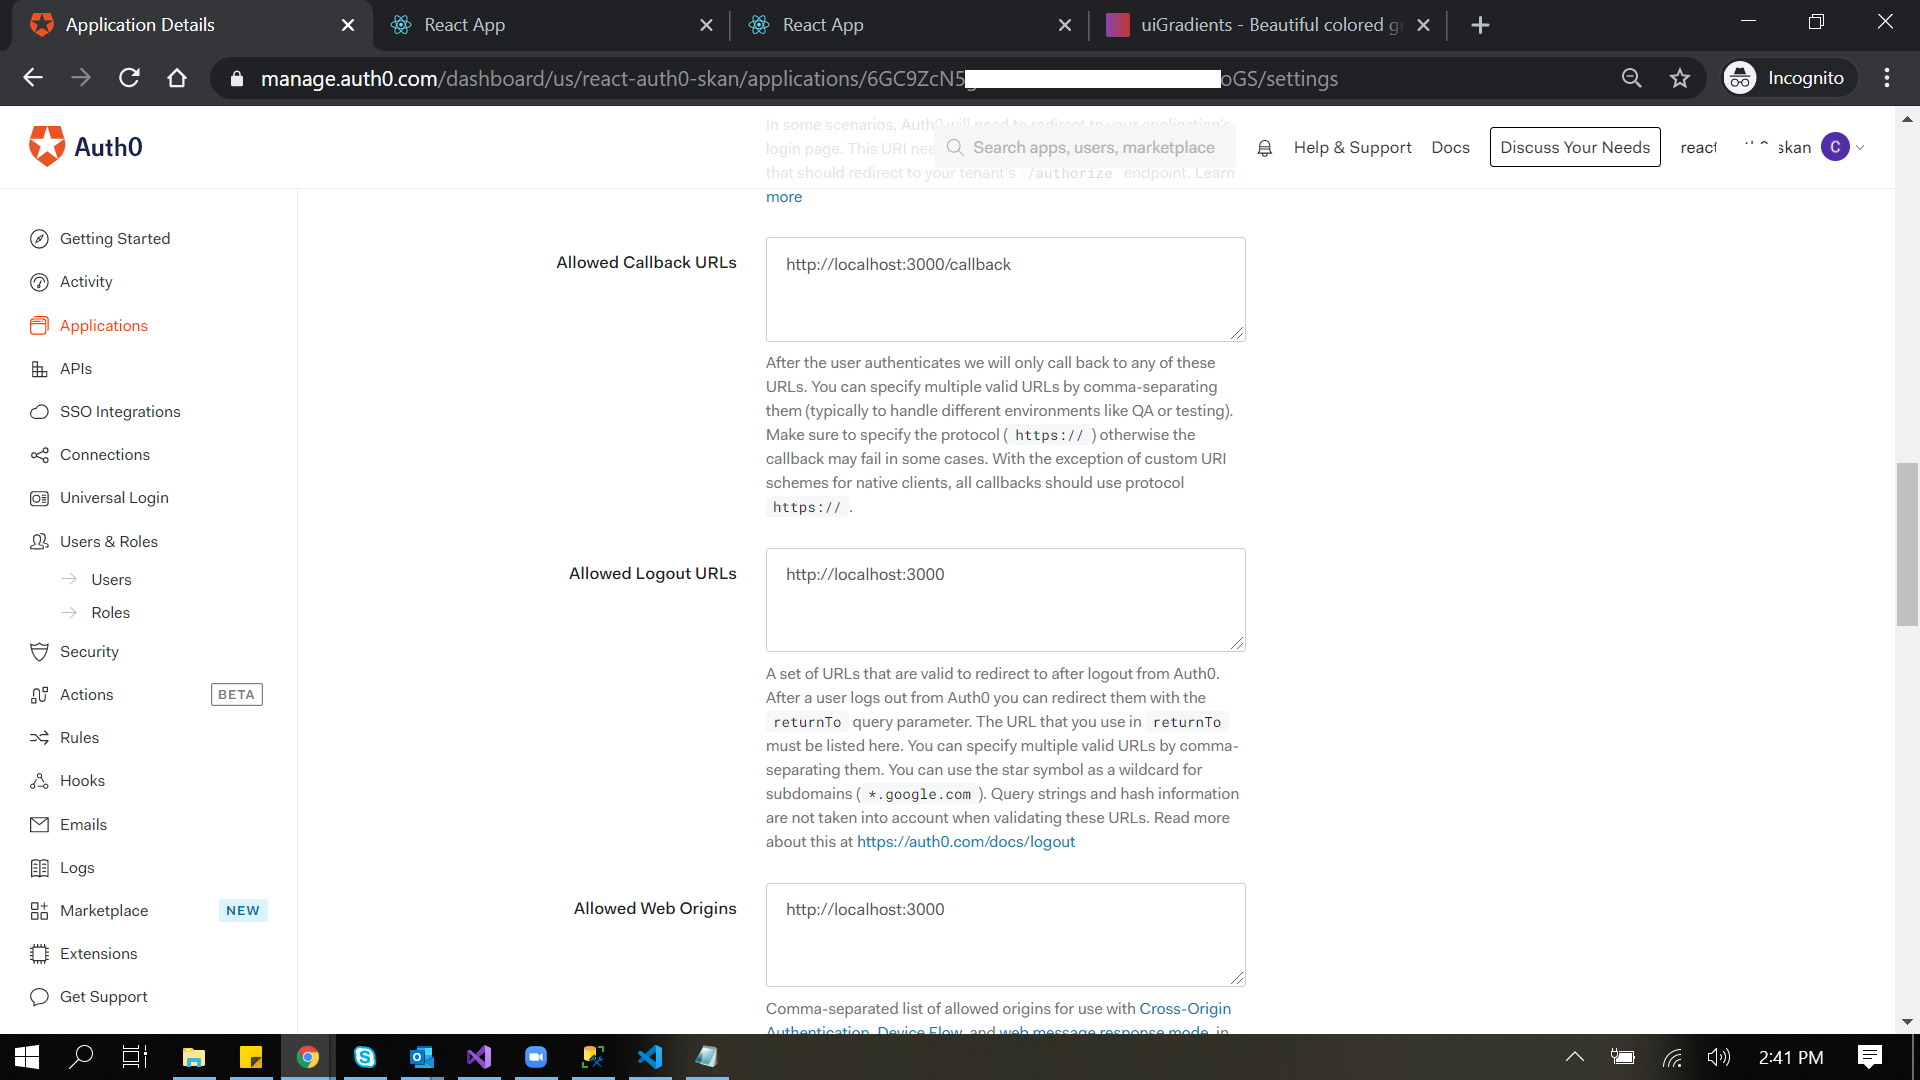 Application Details
React App
React App
uiGradients - Beautiful colored g
manage.auth0.com/dashboard/us/react-auth0-skan/applications/6GC9ZcN5 oGS/settings
Incognito
Auth0
In some scenarios, Auth0 will need to redirect to your application's
login page. This URI nee
that should redirect to your tenant's /authorize endpoint. Learn
more
Search apps, users, marketplace
Help & Support
Docs
Discuss Your Needs
react skan
C
Getting Started
Activity
Applications
APIs
SSO Integrations
Connections
Universal Login
Users & Roles
Users
Roles
Security
Actions BETA
Rules
Hooks
Emails
Logs
Marketplace NEW
Extensions
Get Support
Allowed Callback URLs
http://localhost:3000/callback
After the user authenticates we will only call back to any of these
URLs. You can specify multiple valid URLs by comma-separating
them (typically to handle different environments like QA or testing).
Make sure to specify the protocol ( https:// ) otherwise the
callback may fail in some cases. With the exception of custom URI
schemes for native clients, all callbacks should use protocol
https:// .
Allowed Logout URLs
http://localhost:3000
A set of URLs that are valid to redirect to after logout from Auth0.
After a user logs out from Auth0 you can redirect them with the
returnTo query parameter. The URL that you use in returnTo
must be listed here. You can specify multiple valid URLs by comma-
separating them. You can use the star symbol as a wildcard for
subdomains ( *.google.com ). Query strings and hash information
are not taken into account when validating these URLs. Read more
about this at https://auth0.com/docs/logout
Allowed Web Origins
http://localhost:3000
Comma-separated list of allowed origins for use with Cross-Origin
Authentication, Device Flow, and web message response mode, in
2:41 PM